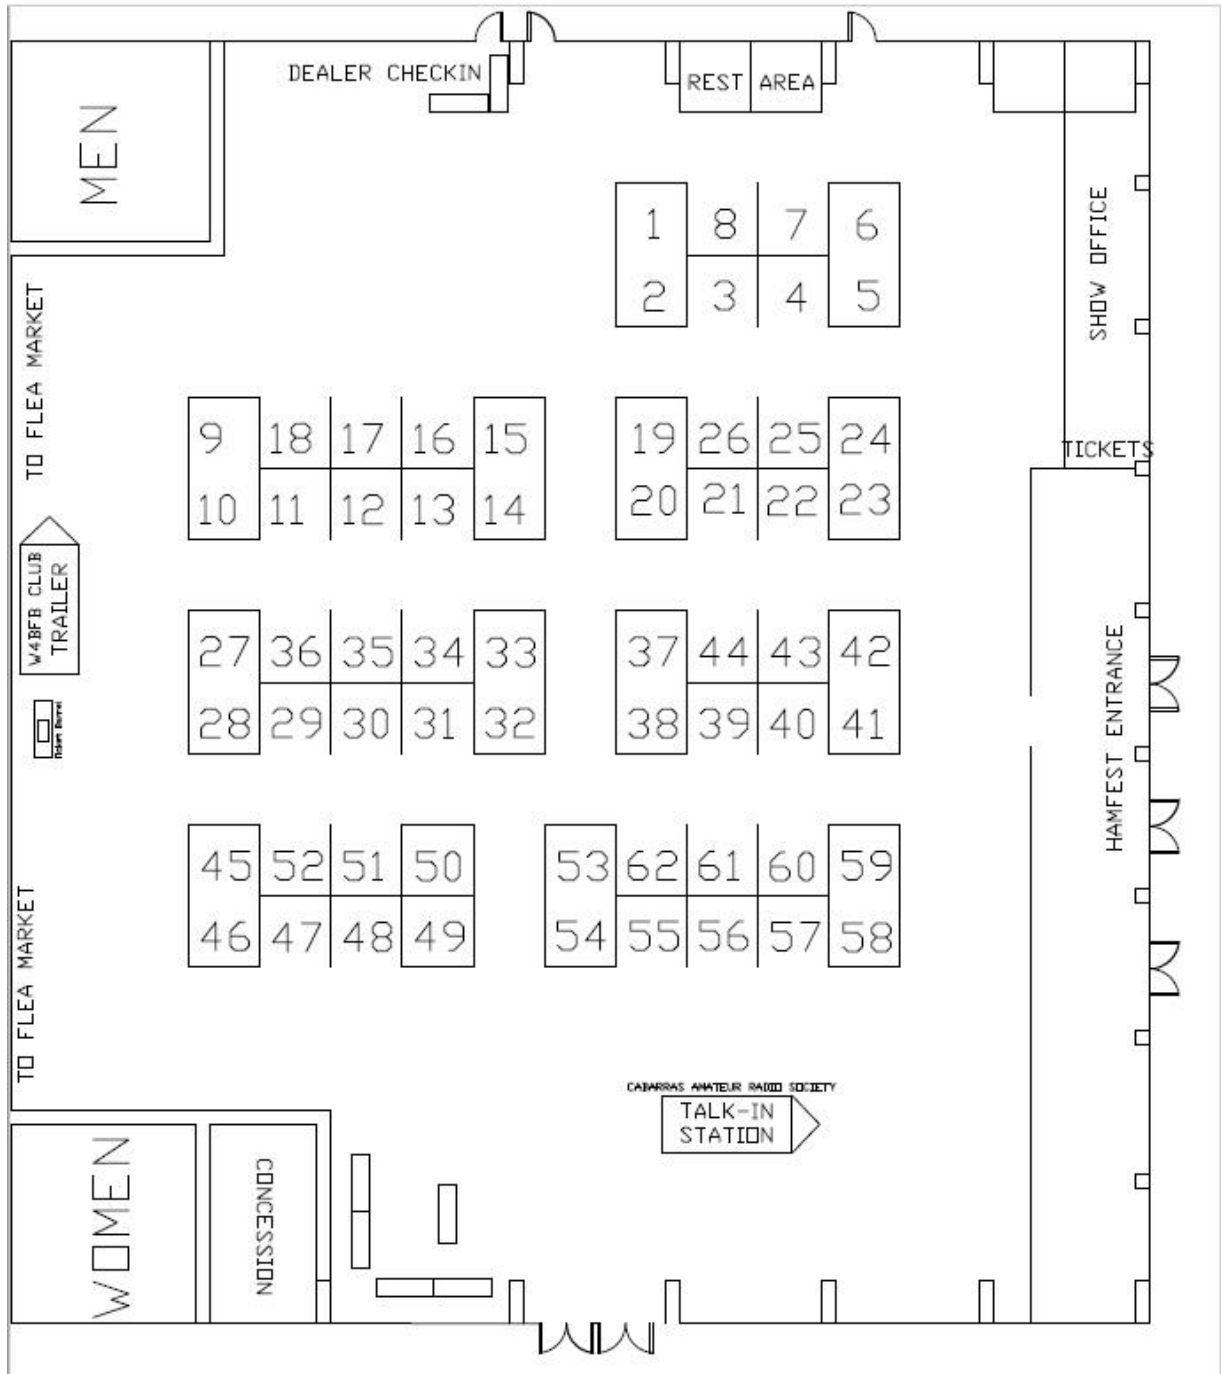 DEALER CHECKIN
REST AREA
MEN
SHOW OFFICE
1 8 7 6
2 3 4 5
TO FLEA MARKET
9 18 17 16 15
10 11 12 13 14
19 26 25 24
20 21 22 23
TICKETS
W4BFB CLUB
TRAILER
27 36 35 34 33
28 29 30 31 32
37 44 43 42
38 39 40 41
HAMFEST ENTRANCE
45 52 51 50
46 47 48 49
53 62 61 60 59
54 55 56 57 58
TO FLEA MARKET
CABARRAS AMATEUR RADIO SOCIETY
TALK-IN
STATION
WOMEN
CONCESSION